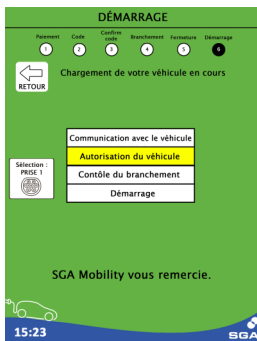 DÉMARRAGE
Paiement Code Confirm code Branchement Fermeture Démarrage
1 2 3 4 5 6
RETOUR
Chargement de votre véhicule en cours
Communication avec le véhicule
Autorisation du véhicule
Contôle du branchement
Démarrage
Sélection :
PRISE 1
SGA Mobility vous remercie.
15:23
SGA